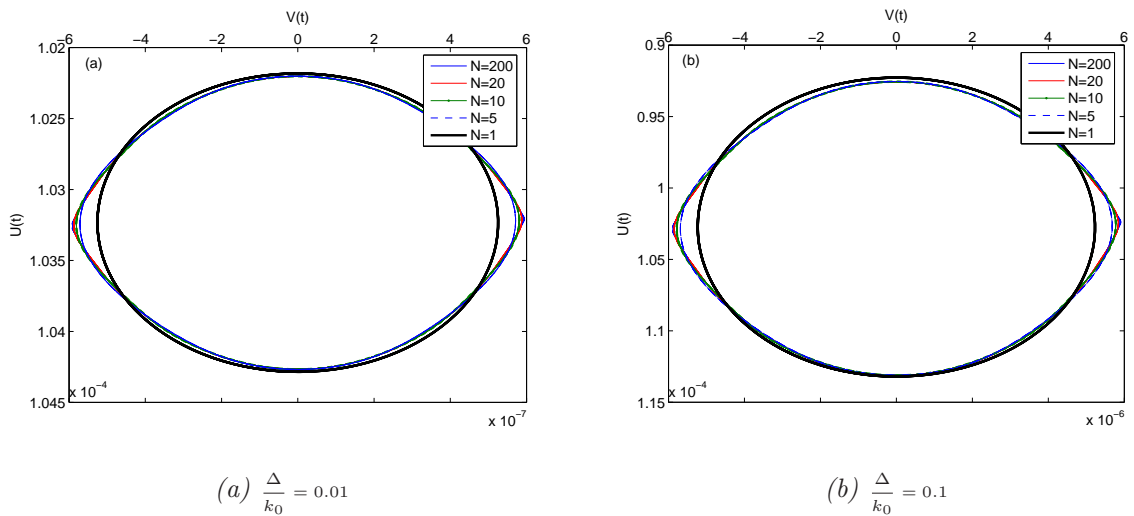 V(t)
−6 −4 −2 0 2 4 6
1.02
1.025
1.03
1.035
1.04
1.045
U(t)
(a)
N=200
N=20
N=10
N=5
N=1
x 10⁻⁴
x 10⁻⁷
(a) Δ/k₀ = 0.01
V(t)
−6 −4 −2 0 2 4 6
0.9
0.95
1
1.05
1.1
1.15
U(t)
(b)
N=200
N=20
N=10
N=5
N=1
x 10⁻⁴
x 10⁻⁶
(b) Δ/k₀ = 0.1